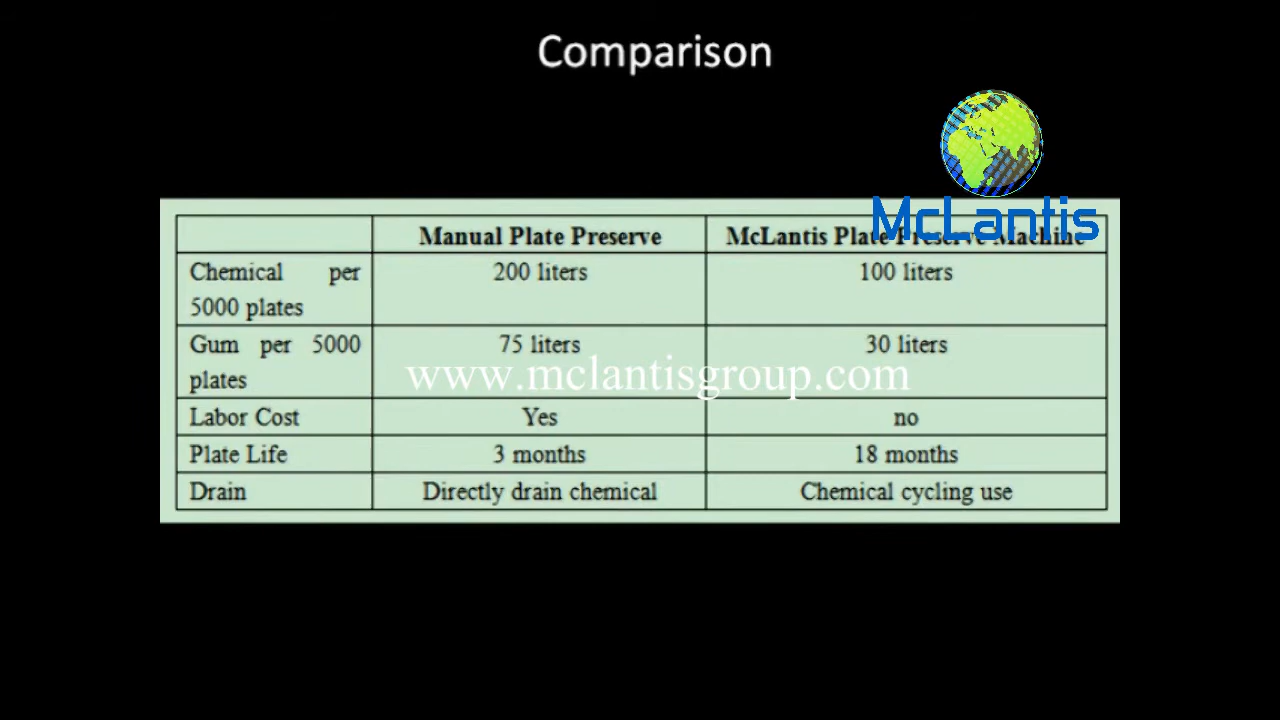 Comparison
McLantis
Manual Plate Preserve McLantis Plate Preserve Machine
Chemical per 200 liters 100 liters
5000 plates
Gum per 5000 75 liters 30 liters
plates
www.mclantisgroup.com
Labor Cost Yes no
Plate Life 3 months 18 months
Drain Directly drain chemical Chemical cycling use